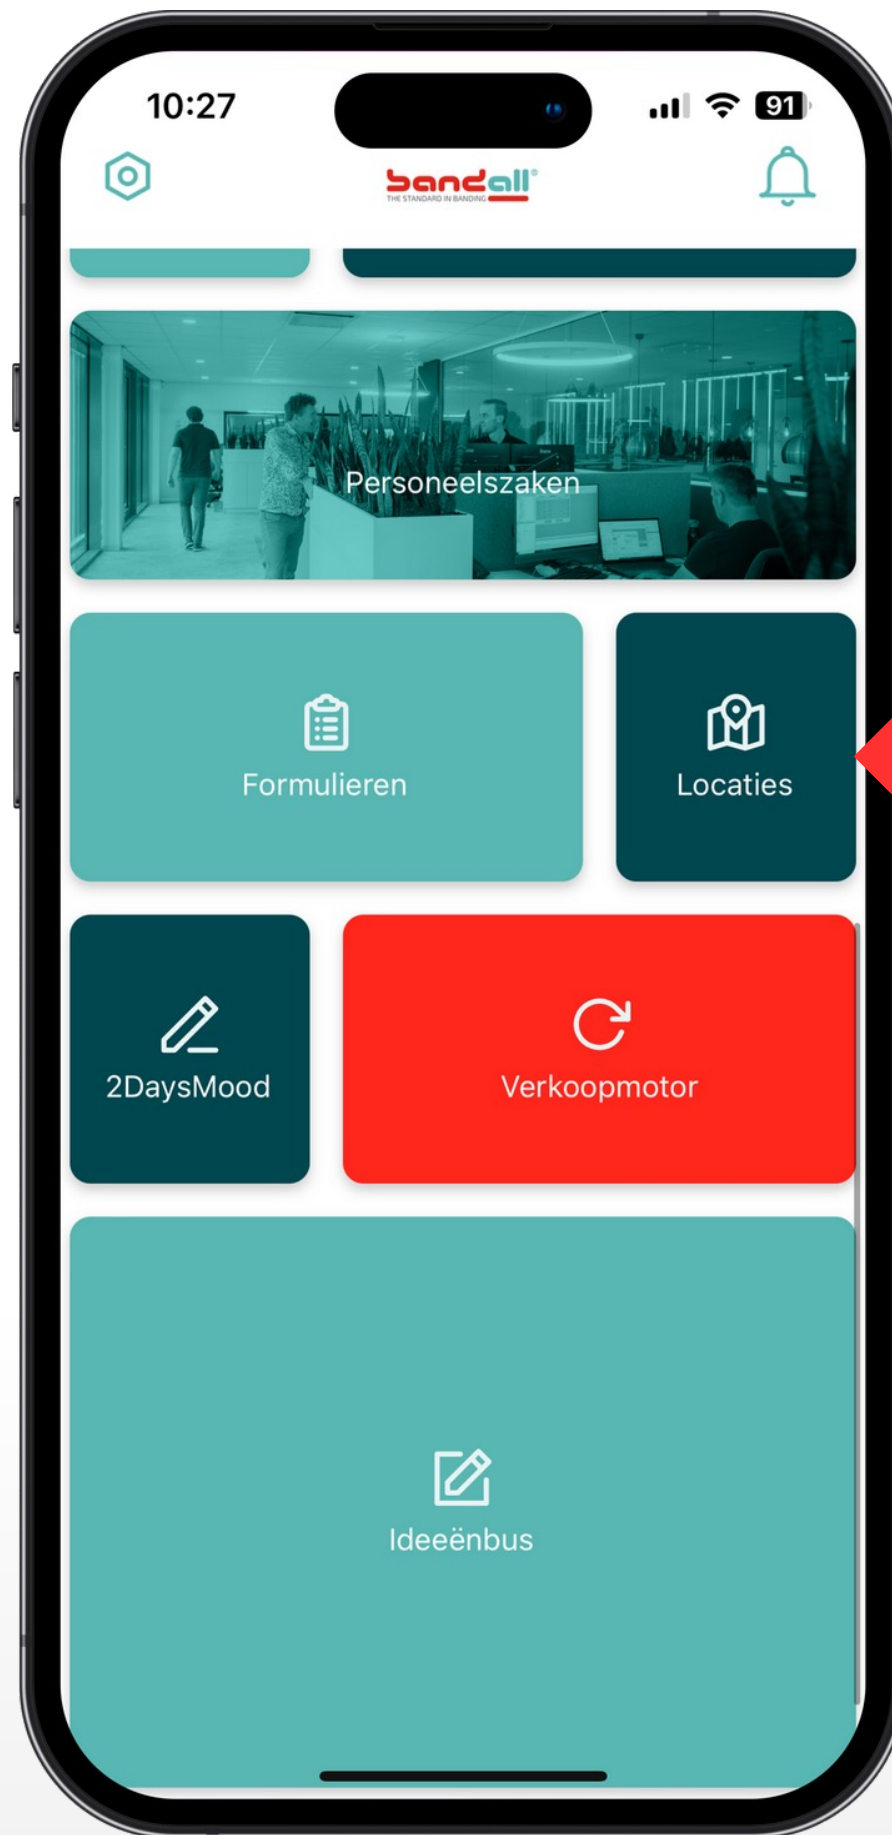 10:27
91
bandall®
THE STANDARD IN BANDING
Personeelszaken
Formulieren
Locaties
2DaysMood
Verkoopmotor
Ideeënbus